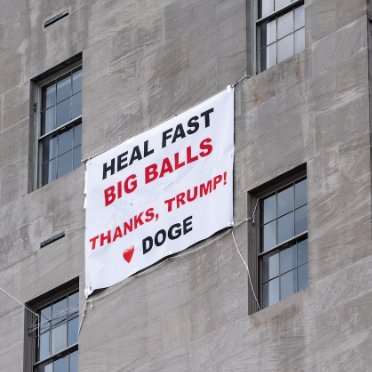 HEAL FAST
BIG BALLS
THANKS, TRUMP!
❤ DOGE